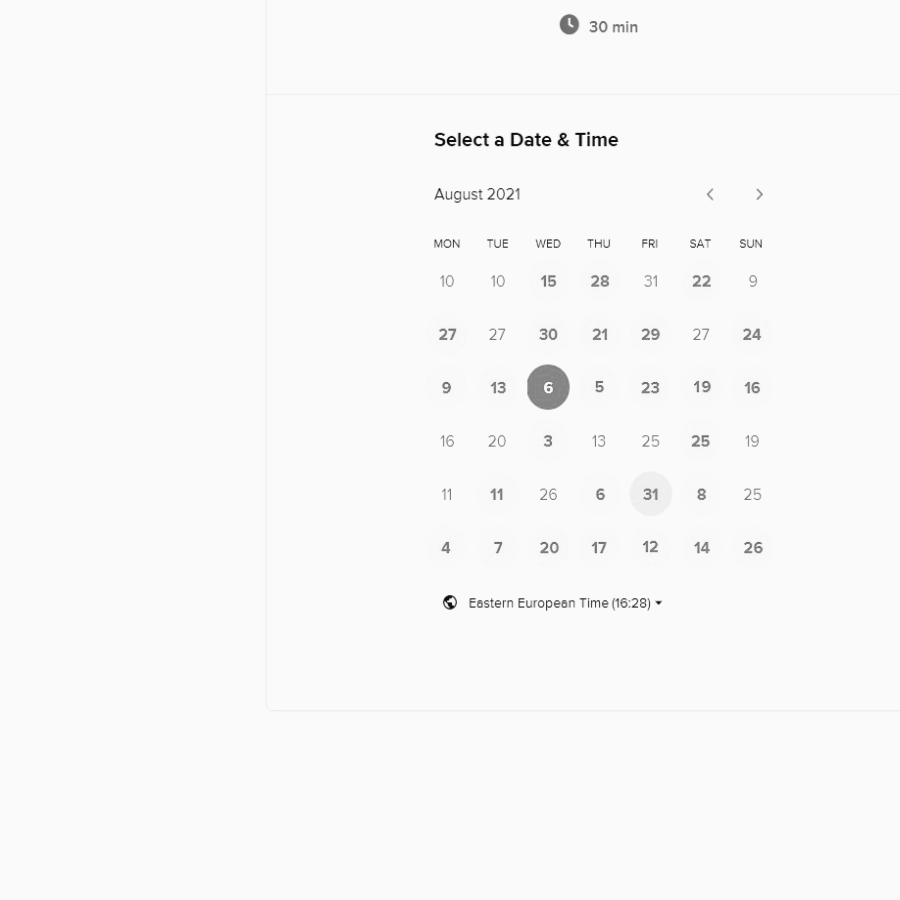 30 min
Select a Date & Time
August 2021
MON TUE WED THU FRI SAT SUN
10 10 15 28 31 22 9
27 27 30 21 29 27 24
9 13 6 5 23 19 16
16 20 3 13 25 25 19
11 11 26 6 31 8 25
4 7 20 17 12 14 26
Eastern European Time (16:28)